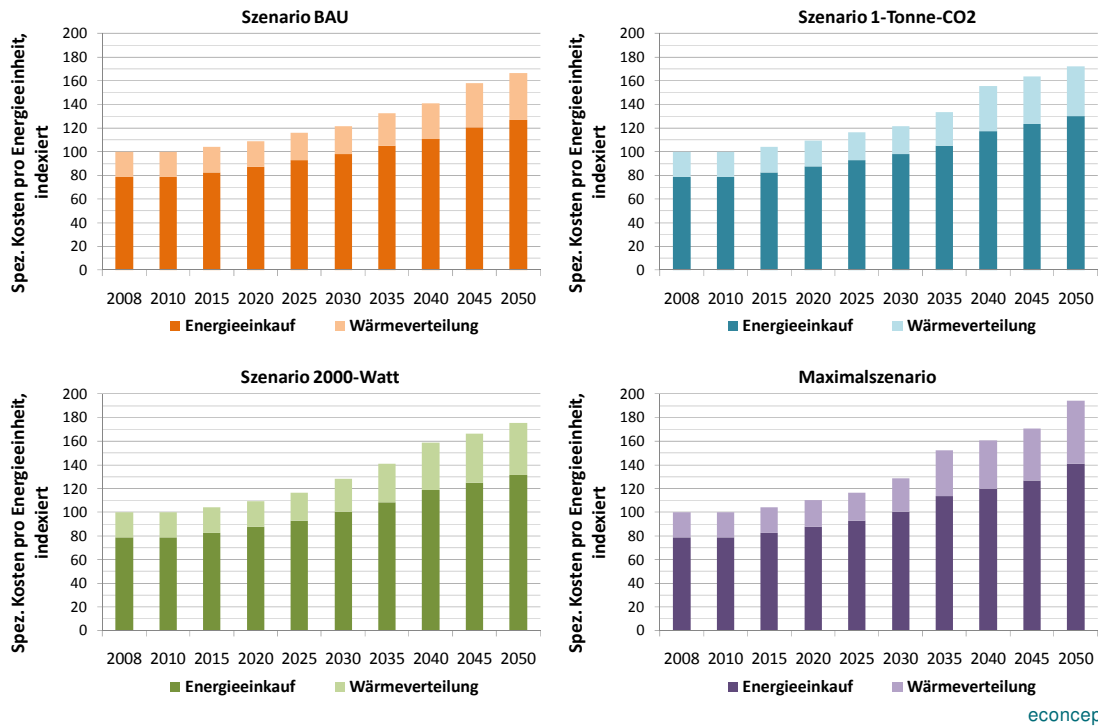 Szenario BAU
Spez. Kosten pro Energieeinheit,
indexiert
200
180
160
140
120
100
80
60
40
20
0
2008 2010 2015 2020 2025 2030 2035 2040 2045 2050
Energieeinkauf Wärmeverteilung
Szenario 1-Tonne-CO2
Spez. Kosten pro Energieeinheit,
indexiert
200
180
160
140
120
100
80
60
40
20
0
2008 2010 2015 2020 2025 2030 2035 2040 2045 2050
Energieeinkauf Wärmeverteilung
Szenario 2000-Watt
Spez. Kosten pro Energieeinheit,
indexiert
200
180
160
140
120
100
80
60
40
20
0
2008 2010 2015 2020 2025 2030 2035 2040 2045 2050
Energieeinkauf Wärmeverteilung
Maximalszenario
Spez. Kosten pro Energieeinheit,
indexiert
200
180
160
140
120
100
80
60
40
20
0
2008 2010 2015 2020 2025 2030 2035 2040 2045 2050
Energieeinkauf Wärmeverteilung
econcep